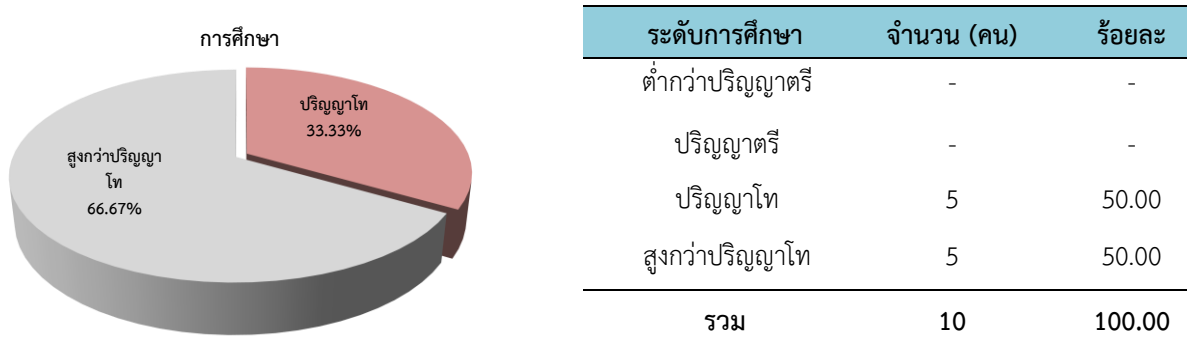 การศึกษา
ปริญญาโท
33.33%
สูงกว่าปริญญา
โท
66.67%
ระดับการศึกษา จำนวน (คน) ร้อยละ
ต่ำกว่าปริญญาตรี - -
ปริญญาตรี - -
ปริญญาโท 5 50.00
สูงกว่าปริญญาโท 5 50.00
รวม 10 100.00